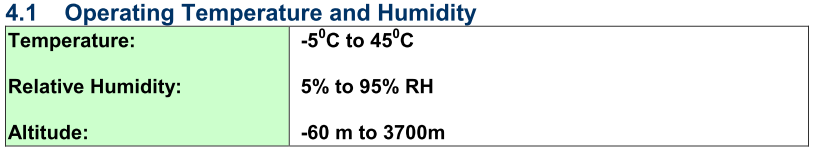 4.1 Operating Temperature and Humidity
Temperature: -5⁰C to 45⁰C
Relative Humidity: 5% to 95% RH
Altitude: -60 m to 3700m